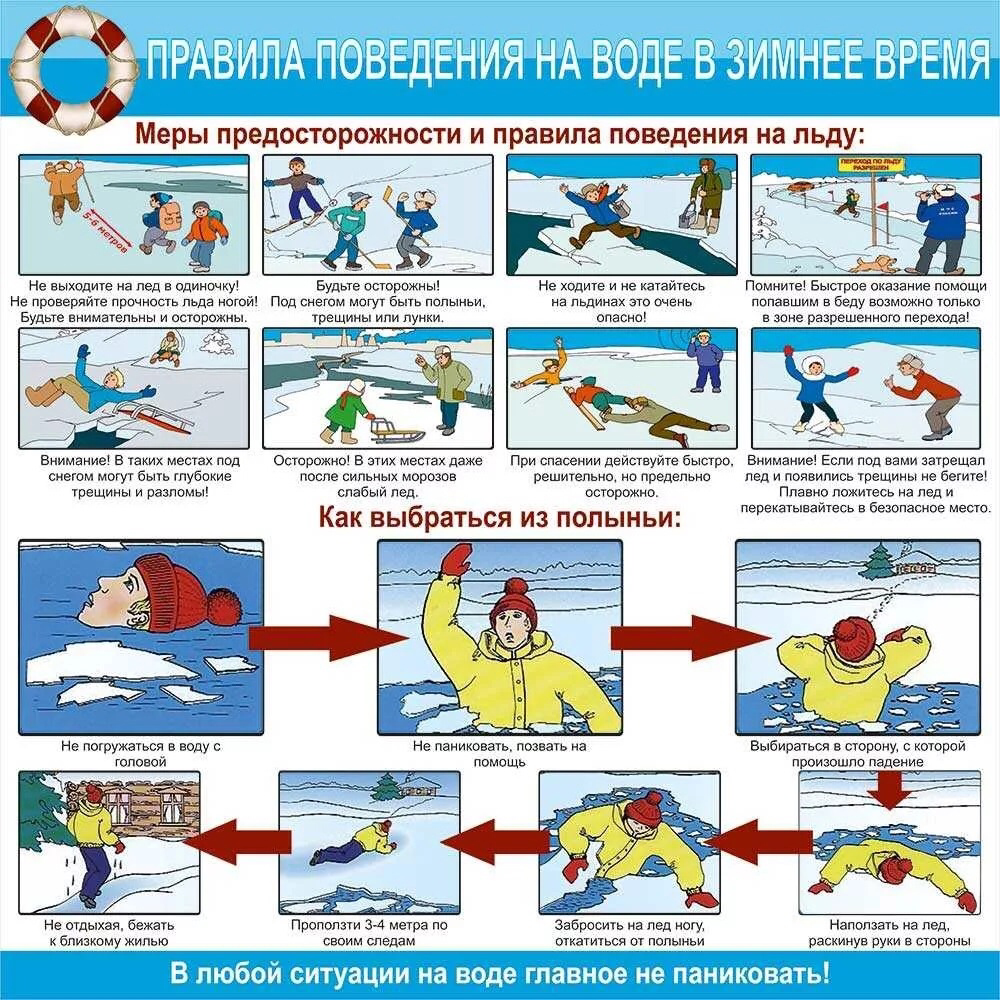 ПРАВИЛА ПОВЕДЕНИЯ НА ВОДЕ В ЗИМНЕЕ ВРЕМЯ
Меры предосторожности и правила поведения на льду:
5-6 метров
Не выходите на лед в одиночку!
Не проверяйте прочность льда ногой!
Будьте внимательны и осторожны.
Будьте осторожны!
Под снегом могут быть полыньи,
трещины или лунки.
Не ходите и не катайтесь
на льдинах это очень
опасно!
ПЕРЕХОД ПО ЛЬДУ
РАЗРЕШЕН
МЧС
РОССИИ
Помните! Быстрое оказание помощи
попавшим в беду возможно только
в зоне разрешенного перехода!
Внимание! В таких местах под
снегом могут быть глубокие
трещины и разломы!
Осторожно! В этих местах даже
после сильных морозов
слабый лед.
При спасении действуйте быстро,
решительно, но предельно
осторожно.
Внимание! Если под вами затрещал
лед и появились трещины не бегите!
Плавно ложитесь на лед и
перекатывайтесь в безопасное место.
Как выбраться из полыньи:
Не погружаться в воду с
головой
Не паниковать, позвать на
помощь
Выбираться в сторону, с которой
произошло падение
Не отдыхая, бежать
к близкому жилью
Проползти 3-4 метра по
своим следам
Забросить на лед ногу,
откатиться от полыньи
Наползать на лед,
раскинув руки в стороны
В любой ситуации на воде главное не паниковать!